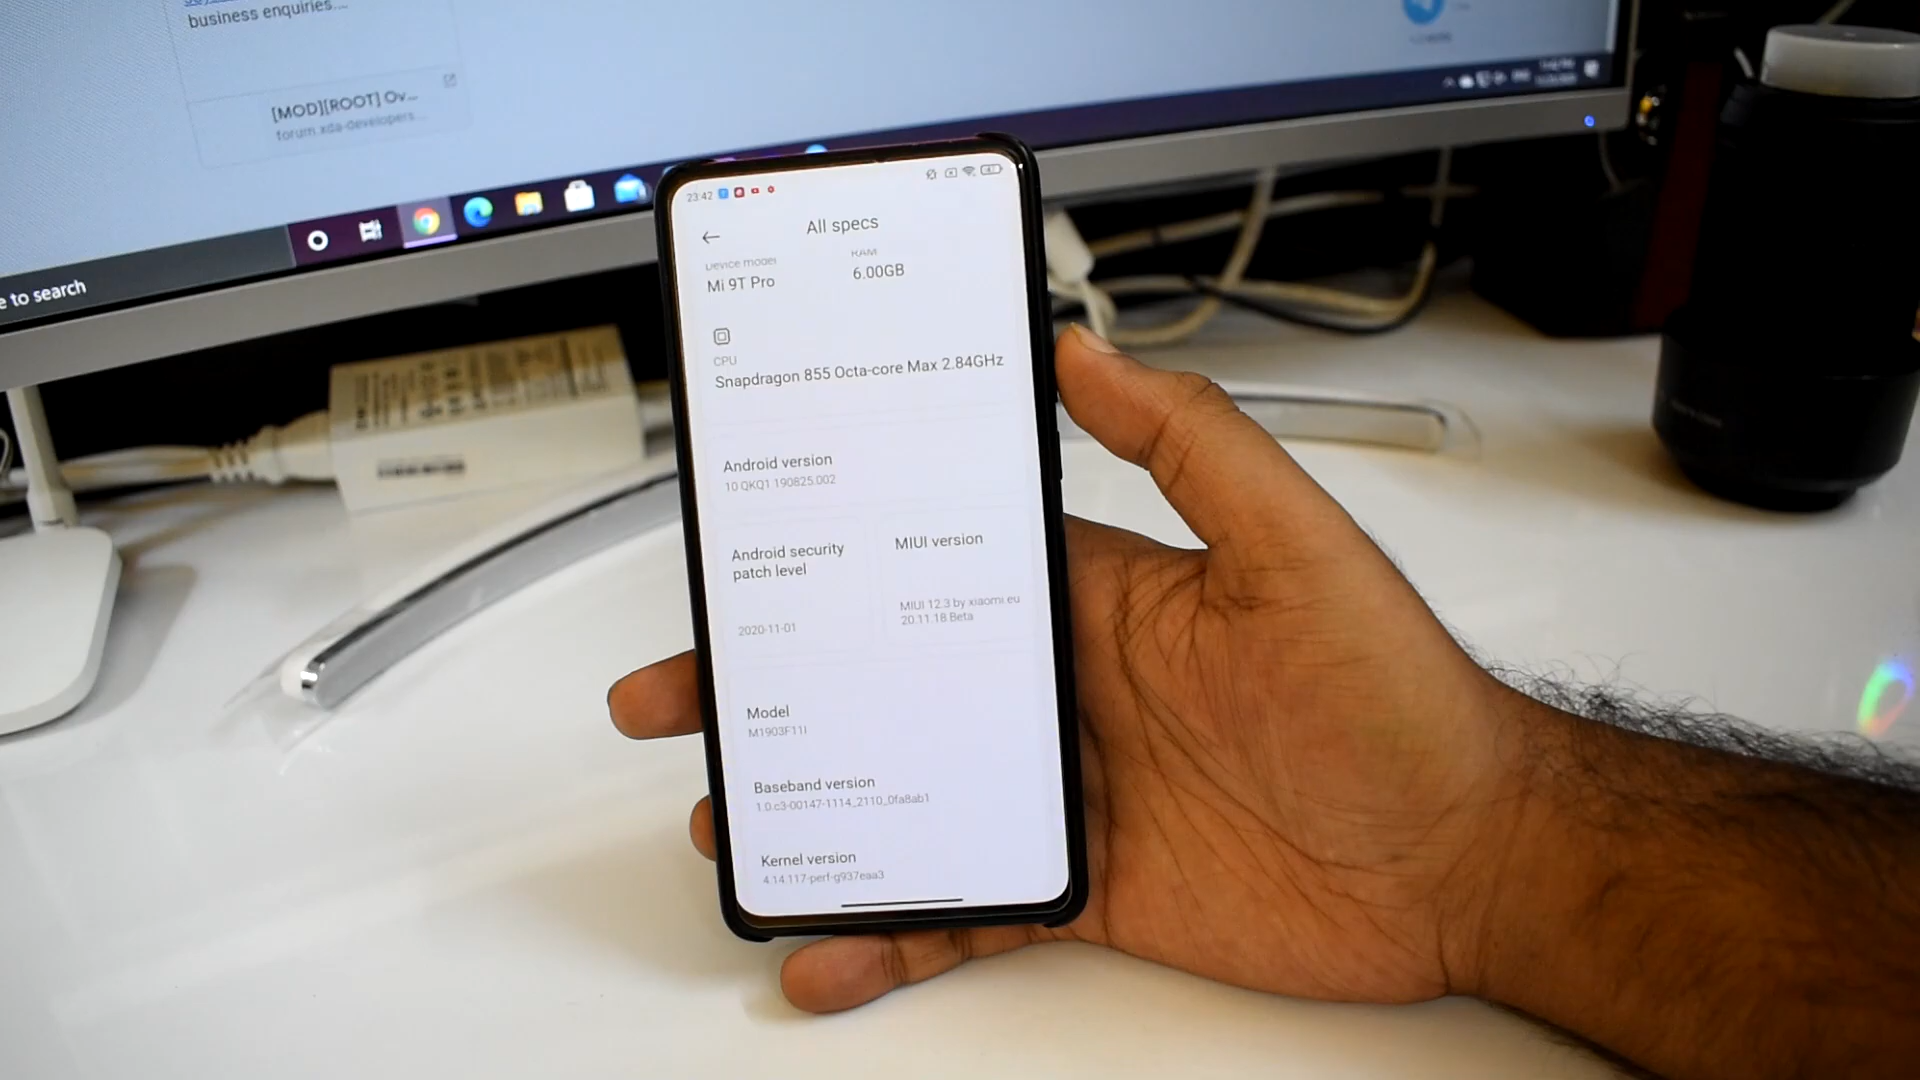 business enquiries....
[MOD][ROOT] Ov...
forum.xda-developers...
e to search
23:42
All specs
Device model
Mi 9T Pro
RAM
6.00GB
CPU
Snapdragon 855 Octa-core Max 2.84GHz
Android version
10 QKQ1.190825.002
Android security
patch level
2020-11-01
MIUI version
MIUI 12.3 by xiaomi.eu
20.11.18.Beta
Model
M1903F11I
Baseband version
1.0.c3-00147-1114_2110_0fa8ab1
Kernel version
4.14.117-perf-g937eaa3